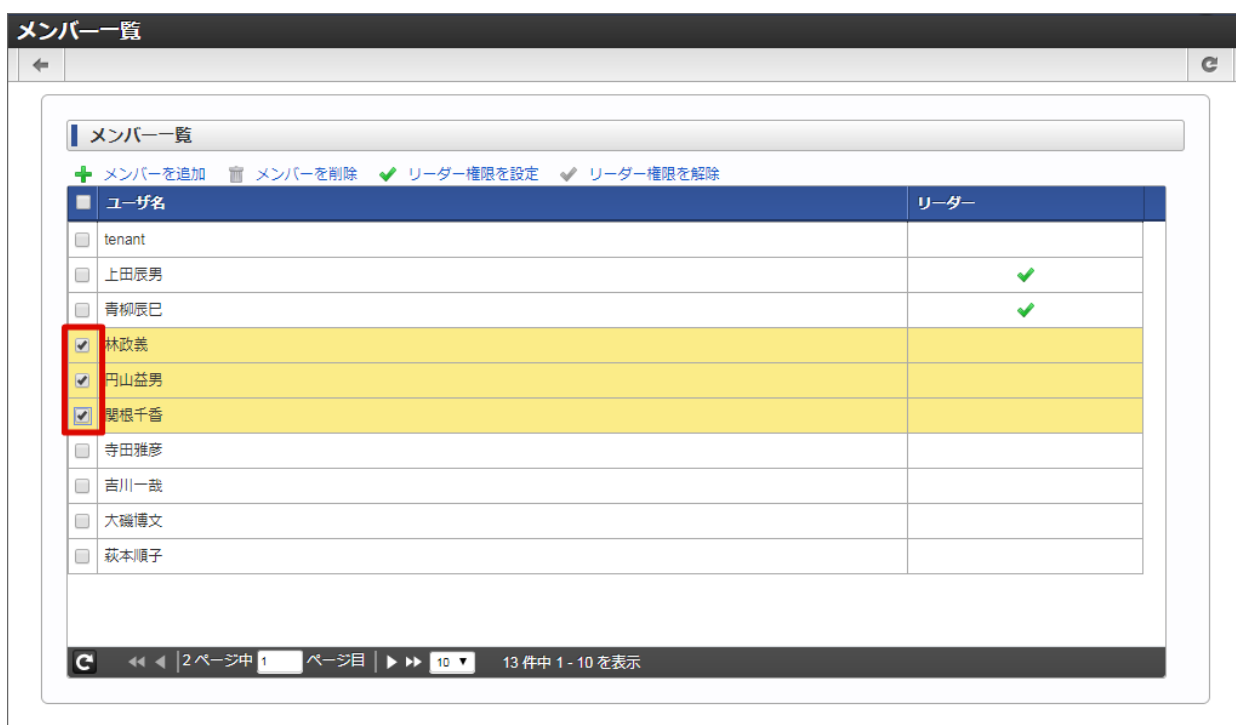 メンバー一覧
メンバー一覧
メンバーを追加 メンバーを削除 リーダー権限を設定 リーダー権限を解除
ユーザ名 リーダー
tenant
上田辰男
青柳辰巳
林政義
円山益男
関根千香
寺田雅彦
吉川一哉
大磯博文
萩本順子
2 ページ中 1 ページ目 10 13 件中 1 - 10 を表示